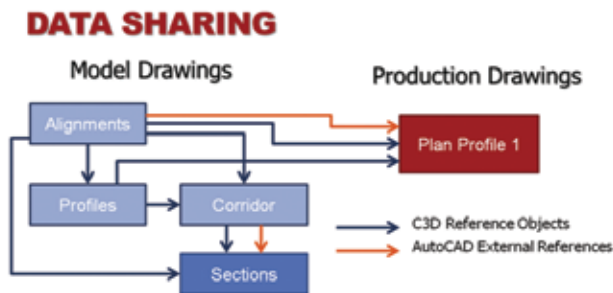 DATA SHARING
Model Drawings
Production Drawings
Alignments
Plan Profile 1
Profiles
Corridor
C3D Reference Objects
AutoCAD External References
Sections